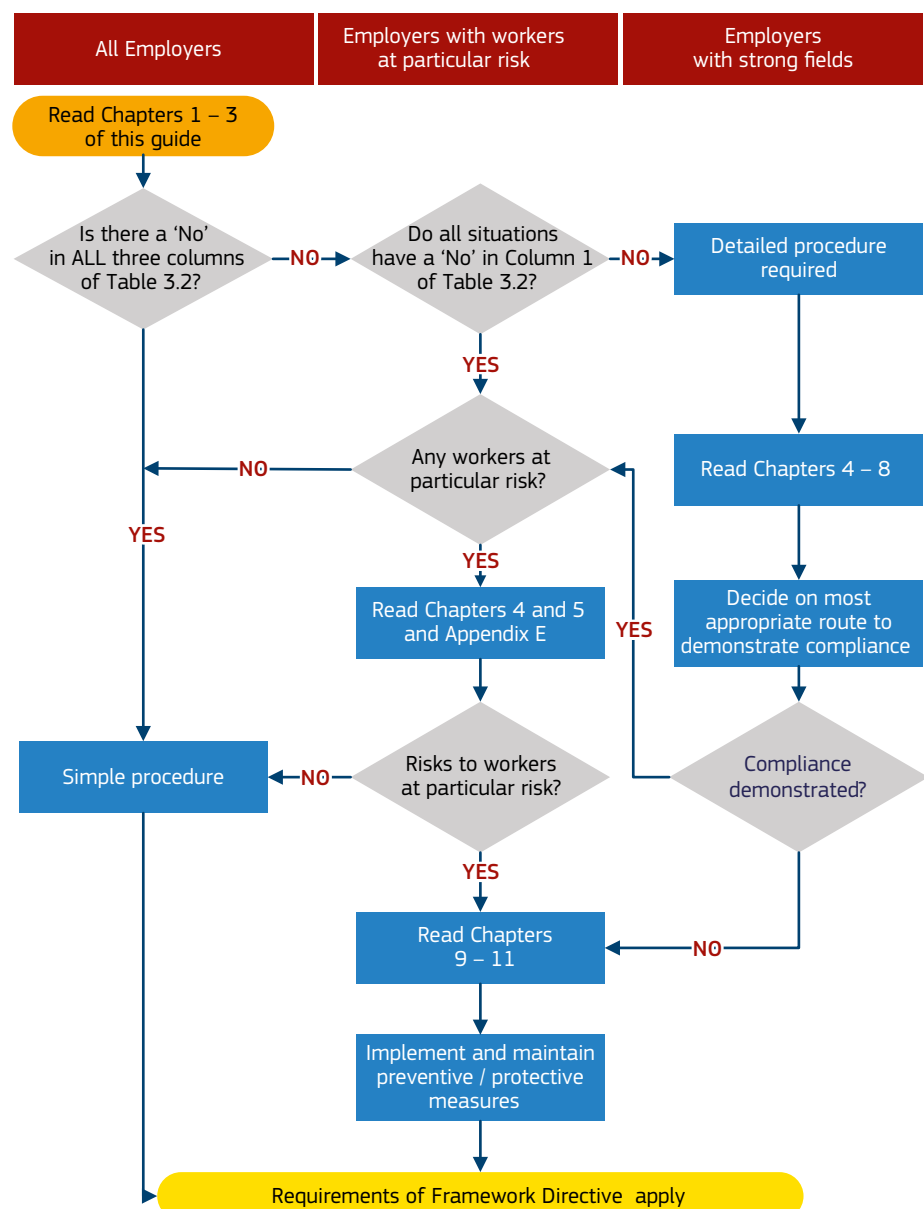 All Employers
Employers with workers
at particular risk
Employers
with strong fields
Read Chapters 1 – 3
of this guide
Is there a ‘No’
in ALL three columns
of Table 3.2?
NO
Do all situations
have a ‘No’ in Column 1
of Table 3.2?
NO
Detailed procedure
required
YES
Any workers at
particular risk?
NO
Read Chapters 4 – 8
YES
YES
Read Chapters 4 and 5
and Appendix E
YES
Decide on most
appropriate route to
demonstrate compliance
Simple procedure
NO
Risks to workers
at particular risk?
Compliance
demonstrated?
YES
Read Chapters
9 – 11
NO
Implement and maintain
preventive / protective
measures
Requirements of Framework Directive apply